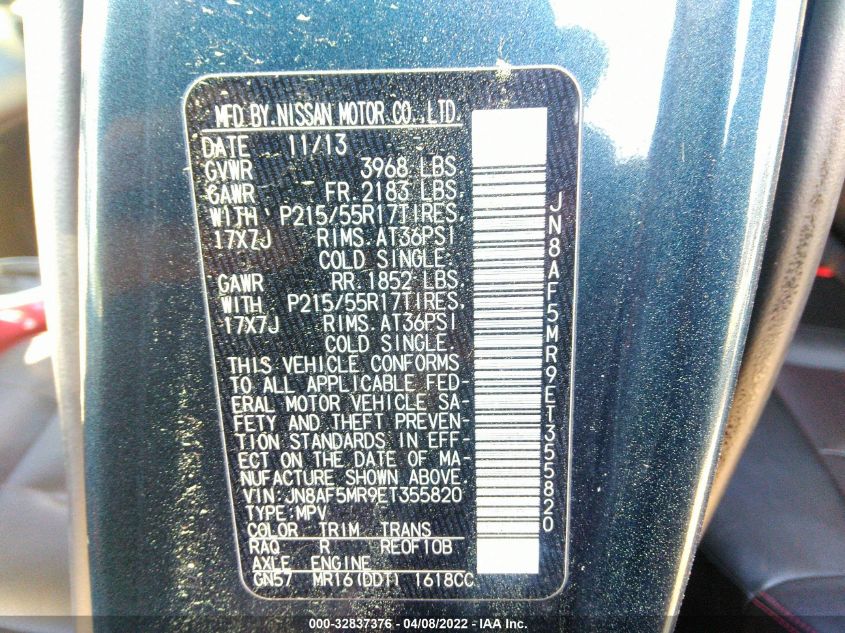 MFD BY NISSAN MOTOR CO., LTD.
DATE 11/13
GVWR 3968 LBS
GAWR FR. 2183 LBS.
WITH P215/55R17TIRES.
17X7J RIMS. AT36PSI
COLD SINGLE.
GAWR RR. 1852 LBS.
WITH P215/55R17TIRES.
17X7J RIMS. AT36PSI
COLD SINGLE.
THIS VEHICLE CONFORMS
TO ALL APPLICABLE FED-
ERAL MOTOR VEHICLE SA-
FETY AND THEFT PREVEN-
TION STANDARDS IN EFF-
ECT ON THE DATE OF MA-
NUFACTURE SHOWN ABOVE.
VIN: JN8AF5MR9ET355820
TYPE: MPV
COLOR TRIM TRANS
RAQ R RE0F10B
AXLE ENGINE
GN57 MR16(DDT) 1618CC
JN8AF5MR9ET355820
000-32837376 - 04/08/2022 - IAA Inc.